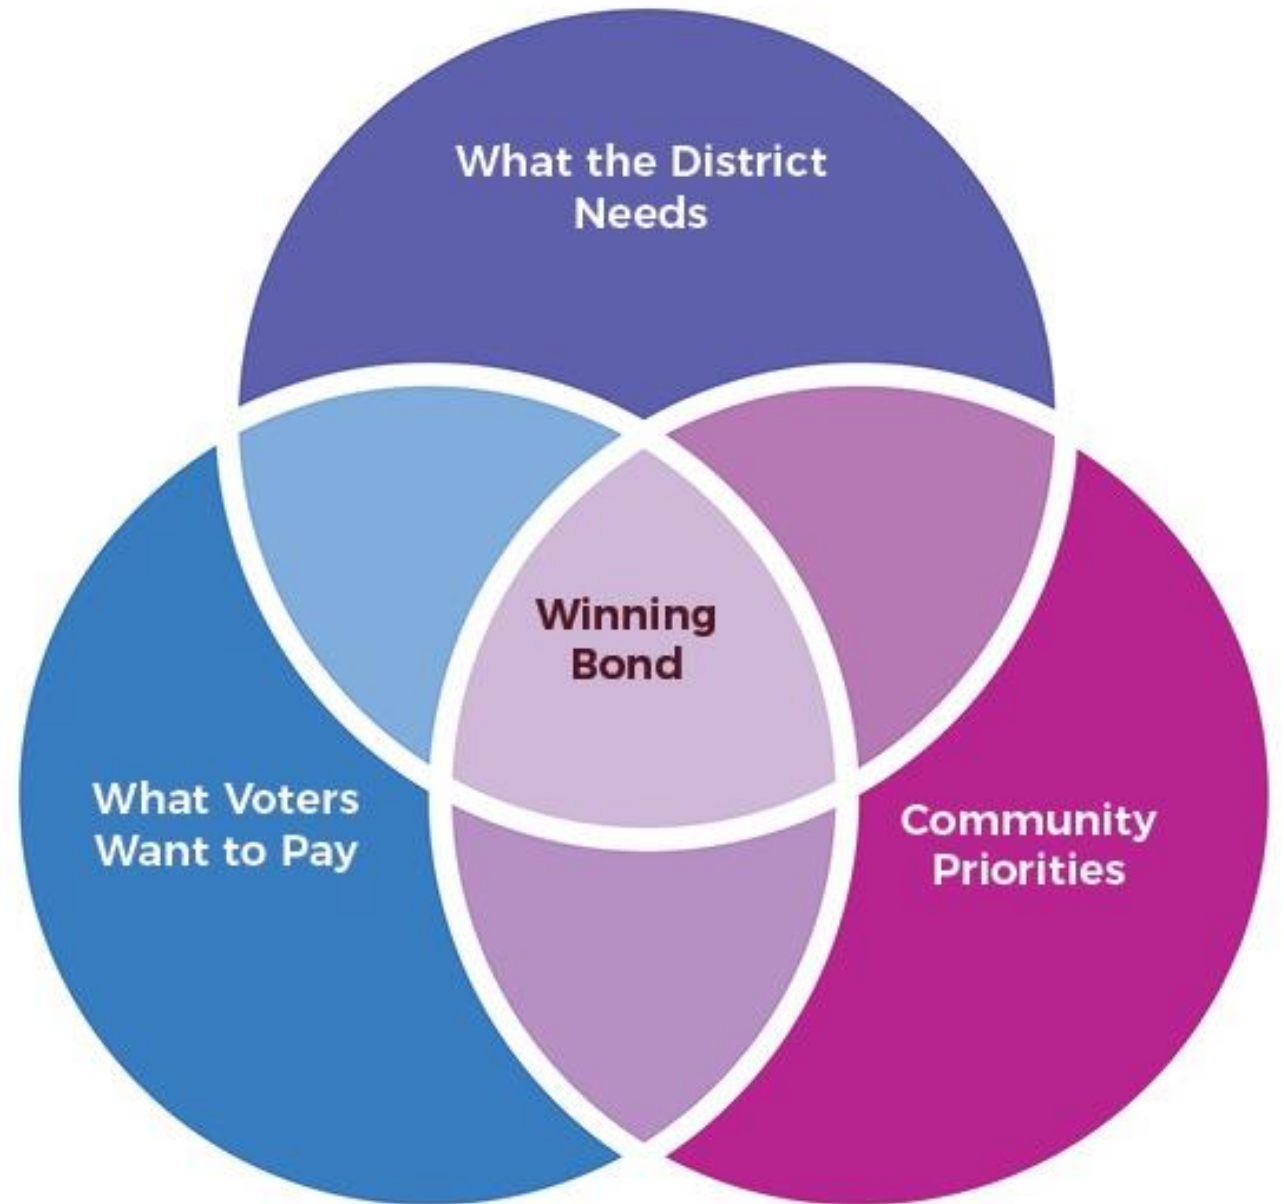 What the District
Needs
Winning
Bond
What Voters
Want to Pay
Community
Priorities